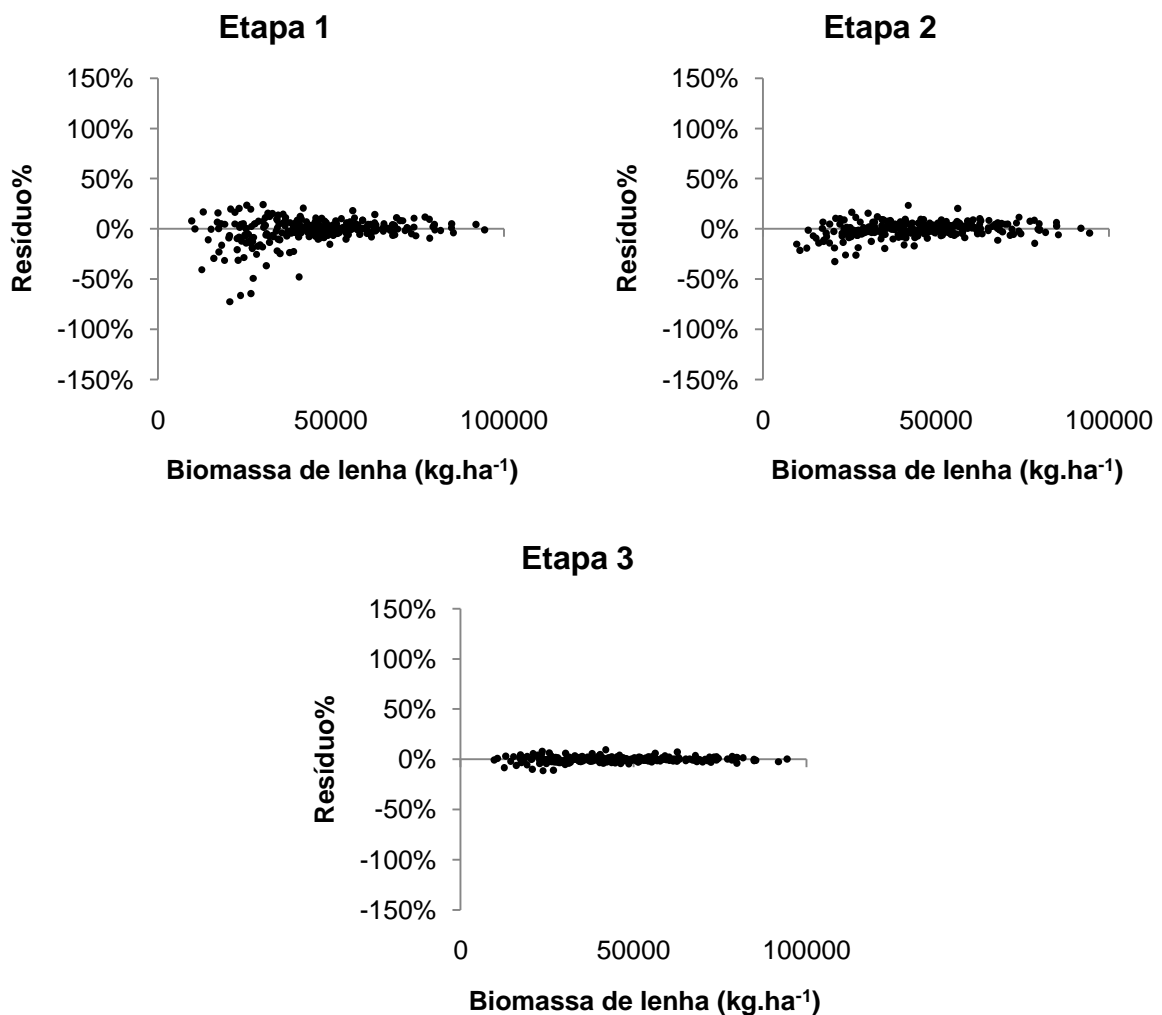 Etapa 1
150%
100%
50%
0%
-50%
-100%
-150%
Resíduo%
0 50000 100000
Biomassa de lenha (kg.ha⁻¹)
Etapa 2
150%
100%
50%
0%
-50%
-100%
-150%
Resíduo%
0 50000 100000
Biomassa de lenha (kg.ha⁻¹)
Etapa 3
150%
100%
50%
0%
-50%
-100%
-150%
Resíduo%
0 50000 100000
Biomassa de lenha (kg.ha⁻¹)